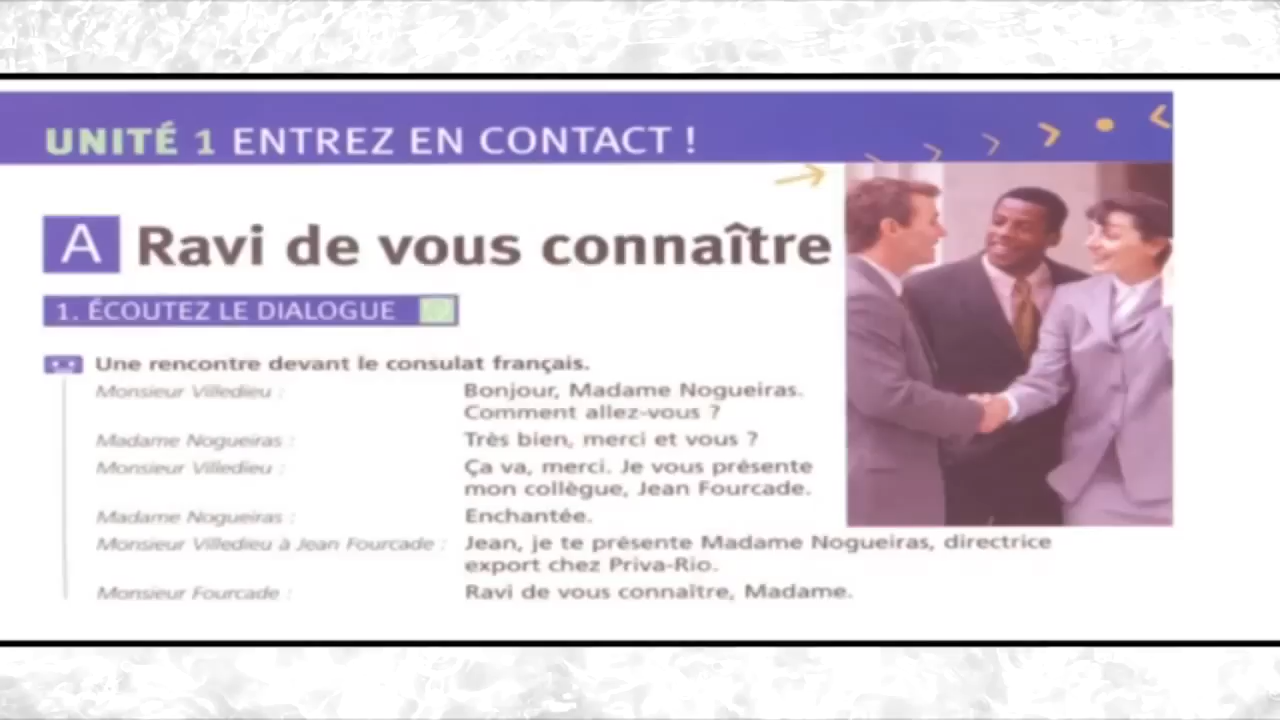 UNITÉ 1 ENTREZ EN CONTACT !
A Ravi de vous connaître
1. ÉCOUTEZ LE DIALOGUE
Une rencontre devant le consulat français.
Monsieur Villedieu : Bonjour, Madame Nogueiras.
Comment allez-vous ?
Madame Nogueiras : Très bien, merci et vous ?
Monsieur Villedieu : Ça va, merci. Je vous présente
mon collègue, Jean Fourcade.
Madame Nogueiras : Enchantée.
Monsieur Villedieu à Jean Fourcade : Jean, je te présente Madame Nogueiras, directrice
export chez Priva-Rio.
Monsieur Fourcade : Ravi de vous connaître, Madame.